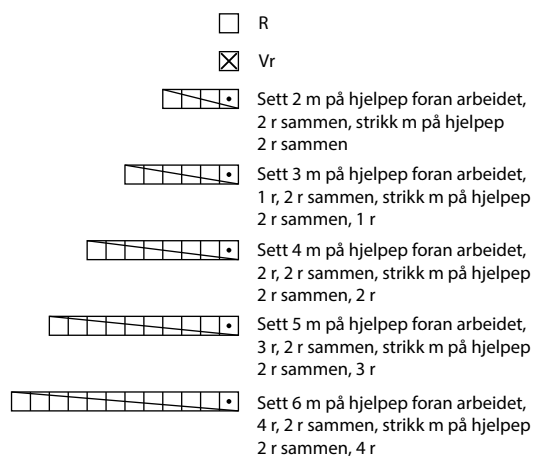 R
Vr
Sett 2 m på hjelpep foran arbeidet,
2 r sammen, strikk m på hjelpep
2 r sammen
Sett 3 m på hjelpep foran arbeidet,
1 r, 2 r sammen, strikk m på hjelpep
2 r sammen, 1 r
Sett 4 m på hjelpep foran arbeidet,
2 r, 2 r sammen, strikk m på hjelpep
2 r sammen, 2 r
Sett 5 m på hjelpep foran arbeidet,
3 r, 2 r sammen, strikk m på hjelpep
2 r sammen, 3 r
Sett 6 m på hjelpep foran arbeidet,
4 r, 2 r sammen, strikk m på hjelpep
2 r sammen, 4 r